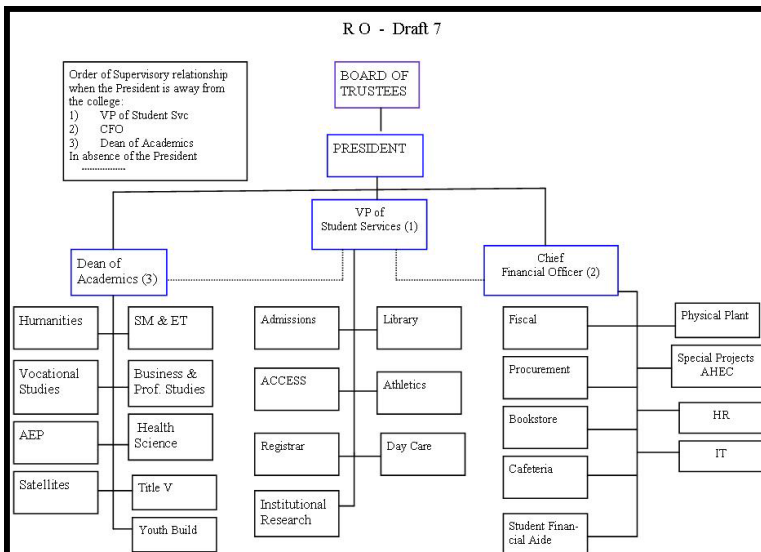 R O - Draft 7
Order of Supervisory relationship
when the President is away from
the college:
1) VP of Student Svc
2) CFO
3) Dean of Academics
In absence of the President
.................
BOARD OF
TRUSTEES
PRESIDENT
VP of
Student Services (1)
Dean of
Academics (3)
Chief
Financial Officer (2)
Humanities
SM & ET
Vocational
Studies
Business &
Prof. Studies
AEP
Health
Science
Satellites
Title V
Youth Build
Admissions
Library
ACCESS
Athletics
Registrar
Day Care
Institutional
Research
Fiscal
Physical Plant
Procurement
Special Projects
AHEC
Bookstore
HR
Cafeteria
IT
Student Finan-
cial Aide